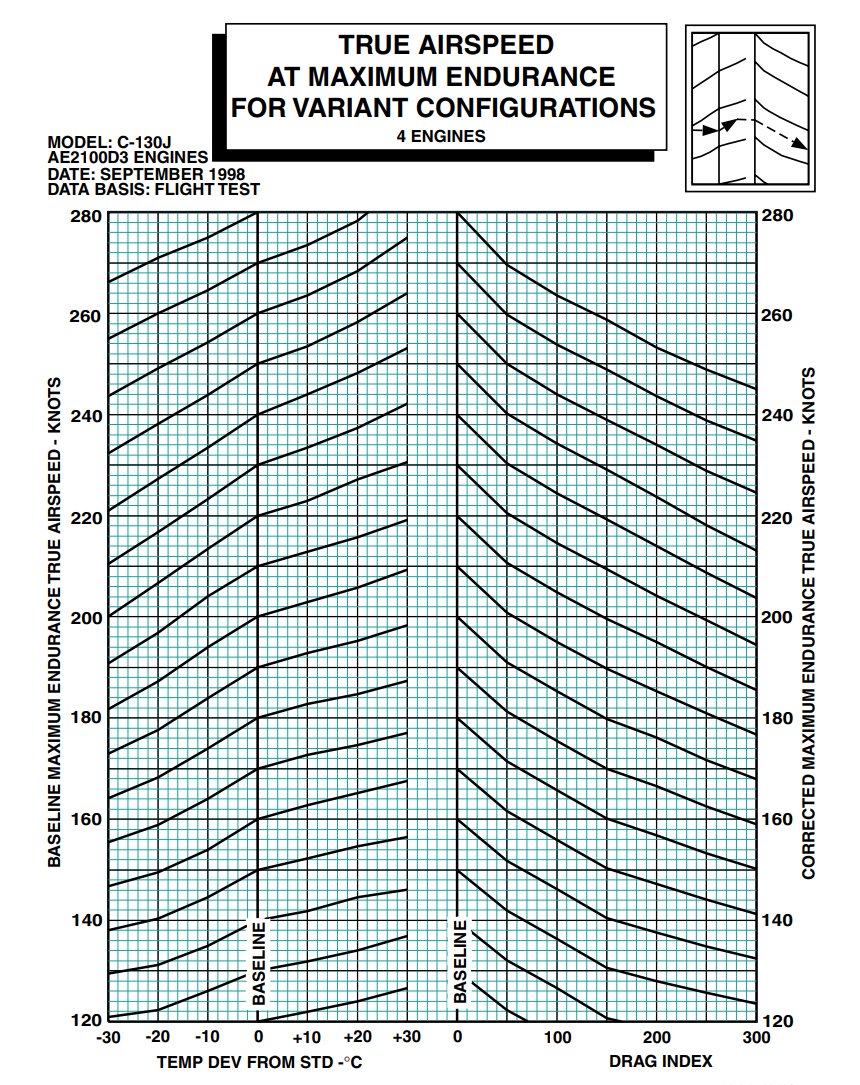 TRUE AIRSPEED
AT MAXIMUM ENDURANCE
FOR VARIANT CONFIGURATIONS
4 ENGINES
MODEL: C-130J
AE2100D3 ENGINES
DATE: SEPTEMBER 1998
DATA BASIS: FLIGHT TEST
280 280
260 260
240 240
220 220
200 200
180 180
160 160
140 140
120 120
BASELINE MAXIMUM ENDURANCE TRUE AIRSPEED - KNOTS
CORRECTED MAXIMUM ENDURANCE TRUE AIRSPEED - KNOTS
BASELINE
BASELINE
-30 -20 -10 0 +10 +20 +30 0 100 200 300
TEMP DEV FROM STD -°C
DRAG INDEX